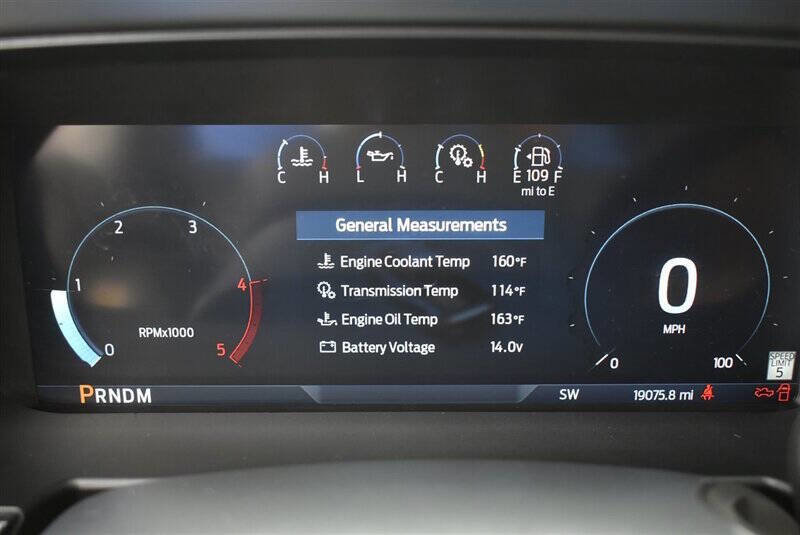 C H
L H
C H
E 109 F
mi to E
General Measurements
Engine Coolant Temp 160°F
Transmission Temp 114°F
Engine Oil Temp 163°F
Battery Voltage 14.0v
0 1 2 3 4 5
RPMx1000
0
MPH
0 100
SPEED
LIMIT
5
PRNDM
SW
19075.8 mi